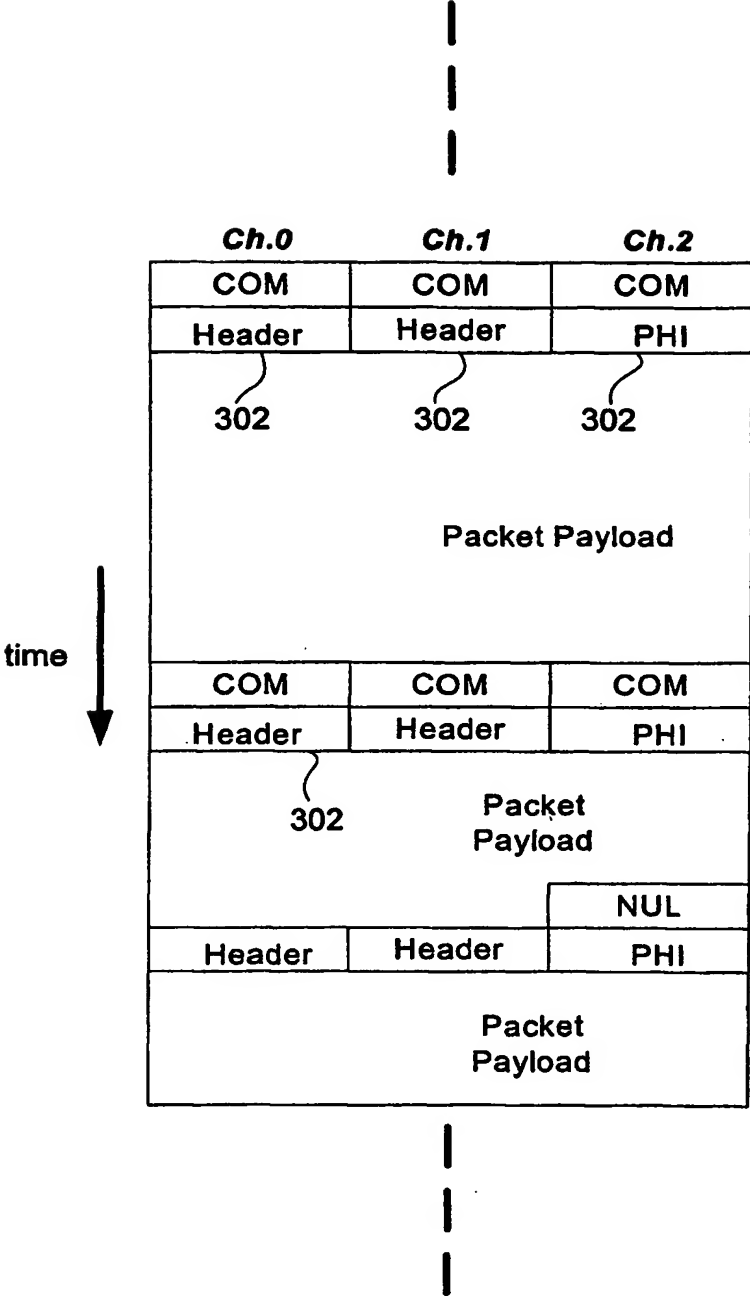 Ch.0 Ch.1 Ch.2
COM COM COM
Header Header PHI
302 302 302
Packet Payload
time
COM COM COM
Header Header PHI
302
Packet
Payload
NUL
Header Header PHI
Packet
Payload